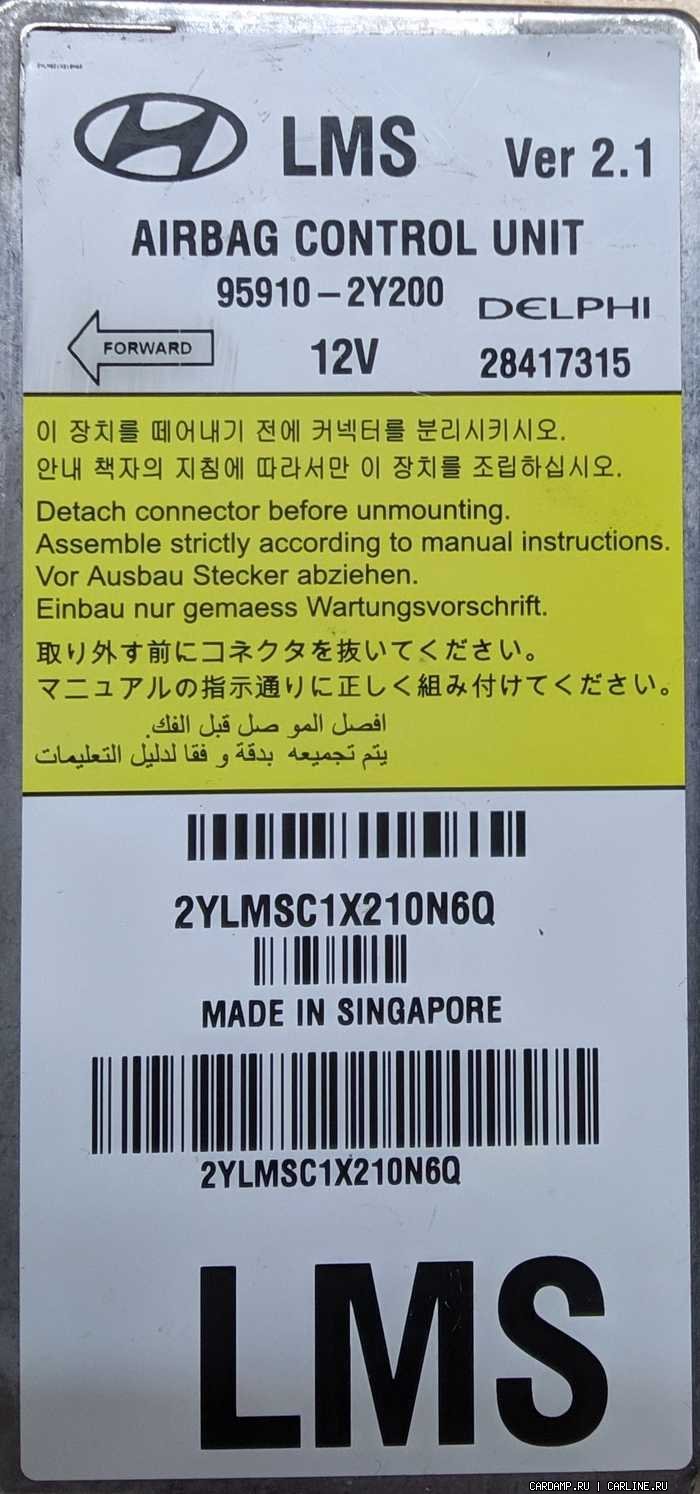 LMS Ver 2.1
AIRBAG CONTROL UNIT
95910-2Y200
DELPHI
FORWARD
12V
28417315
이 장치를 떼어내기 전에 커넥터를 분리시키시오.
안내 책자의 지침에 따라서만 이 장치를 조립하십시오.
Detach connector before unmounting.
Assemble strictly according to manual instructions.
Vor Ausbau Stecker abziehen.
Einbau nur gemaess Wartungsvorschrift.
取り外す前にコネクタを抜いてください。
マニュアルの指示通りに正しく組み付けてください。
افصل المو صل قبل الفك.
يتم تجميعه بدقة و فقا لدليل التعليمات
2YLMSC1X210N6Q
MADE IN SINGAPORE
2YLMSC1X210N6Q
LMS
CARDAMP.RU | CARLINE.RU